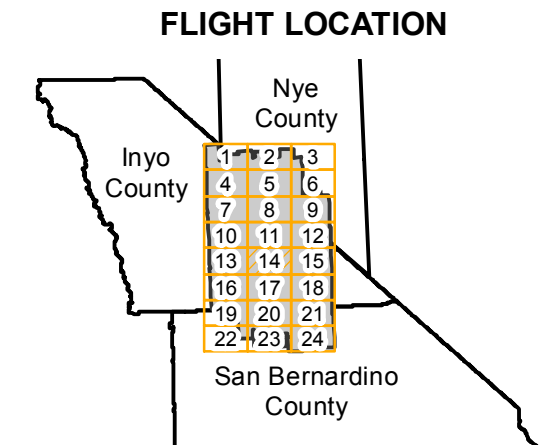 FLIGHT LOCATION
Nye
County
Inyo
County
1 2 3
4 5 6
7 8 9
10 11 12
13 14 15
16 17 18
19 20 21
22 23 24
San Bernardino
County